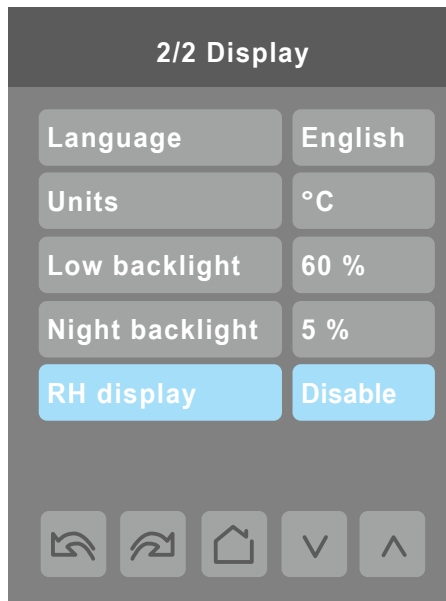 2/2 Display
Language English
Units °C
Low backlight 60 %
Night backlight 5 %
RH display Disable